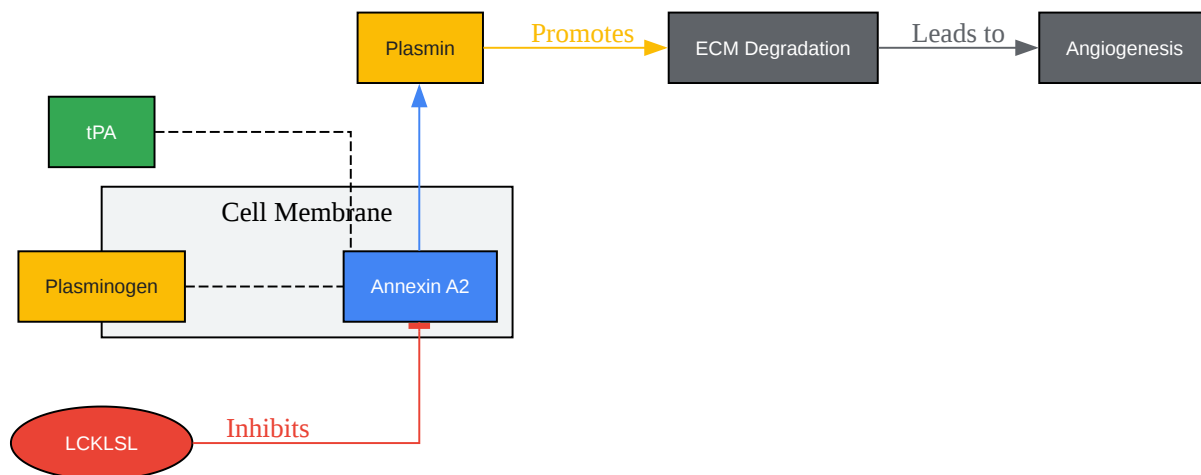 Plasmin
Promotes
ECM Degradation
Leads to
Angiogenesis
tPA
Cell Membrane
Plasminogen
Annexin A2
Inhibits
LCKLSL